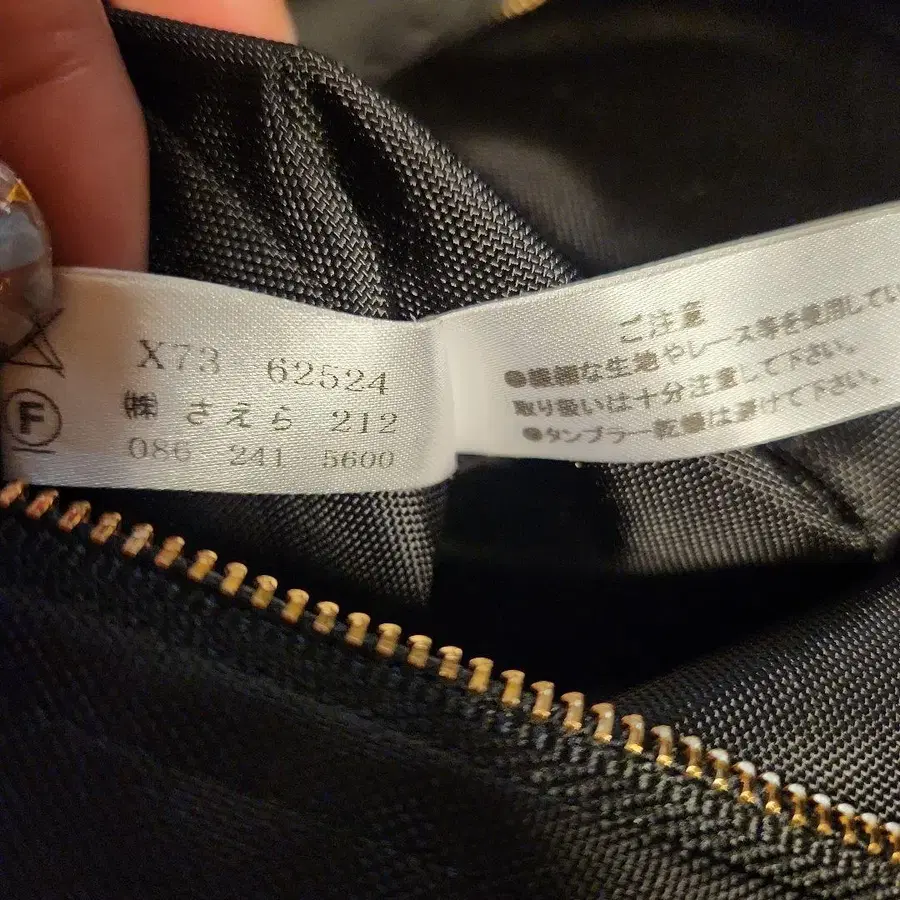 F
X73 62524
㈱ さえら 212
086 241 5600
ご注意
●繊細な生地やレース等を使用してい
取り扱いは十分注意して下さい。
●タンブラー乾燥は避けて下さい。